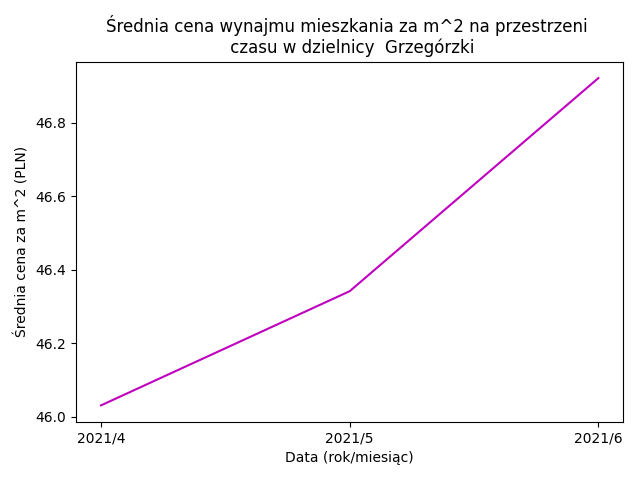 Średnia cena wynajmu mieszkania za m^2 na przestrzeni
czasu w dzielnicy  Grzegórzki
Średnia cena za m^2 (PLN)
46.8
46.6
46.4
46.2
46.0
2021/4
2021/5
2021/6
Data (rok/miesiąc)